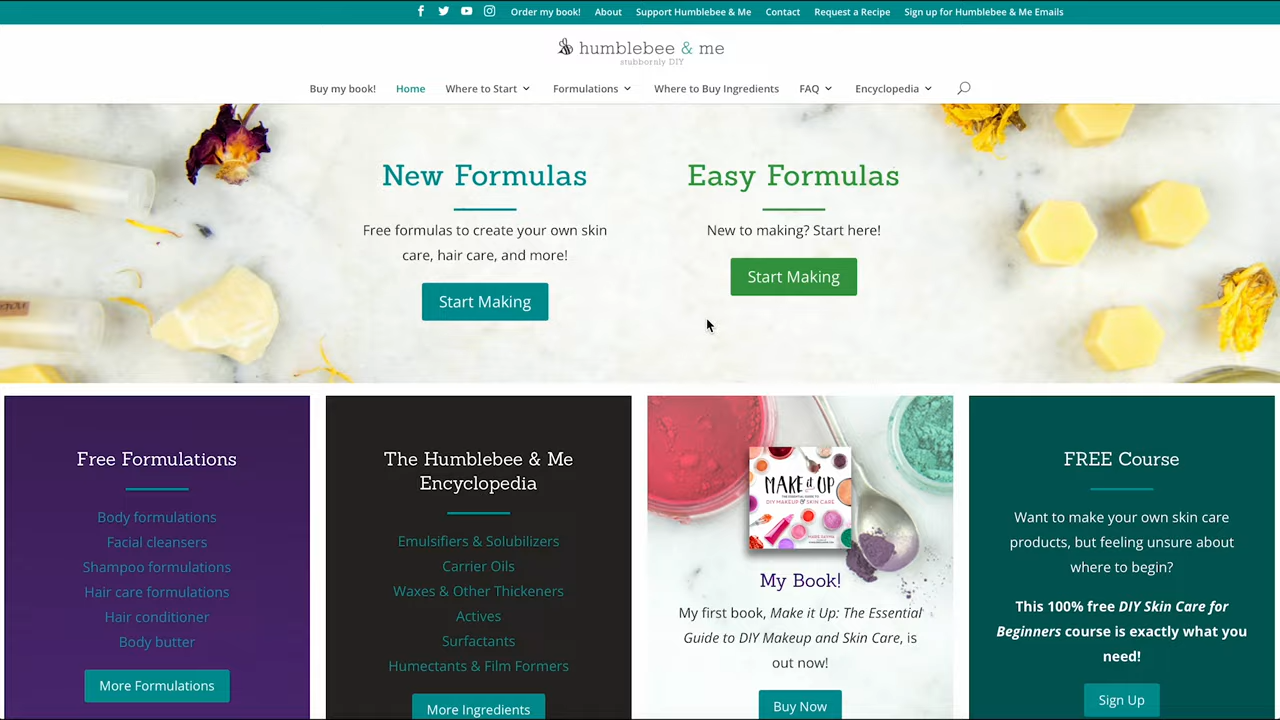 Order my book! About Support Humblebee & Me Contact Request a Recipe Sign up for Humblebee & Me Emails
humblebee & me
stubbornly DIY
Buy my book! Home Where to Start Formulations Where to Buy Ingredients FAQ Encyclopedia
New Formulas
Free formulas to create your own skin
care, hair care, and more!
Start Making
Easy Formulas
New to making? Start here!
Start Making
Free Formulations
Body formulations
Facial cleansers
Shampoo formulations
Hair care formulations
Hair conditioner
Body butter
More Formulations
The Humblebee & Me
Encyclopedia
Emulsifiers & Solubilizers
Carrier Oils
Waxes & Other Thickeners
Actives
Surfactants
Humectants & Film Formers
More Ingredients
MAKE it UP
THE ESSENTIAL GUIDE TO
DIY MAKEUP & SKIN CARE
My Book!
My first book, Make it Up: The Essential
Guide to DIY Makeup and Skin Care, is
out now!
Buy Now
FREE Course
Want to make your own skin care
products, but feeling unsure about
where to begin?
This 100% free DIY Skin Care for
Beginners course is exactly what you
need!
Sign Up